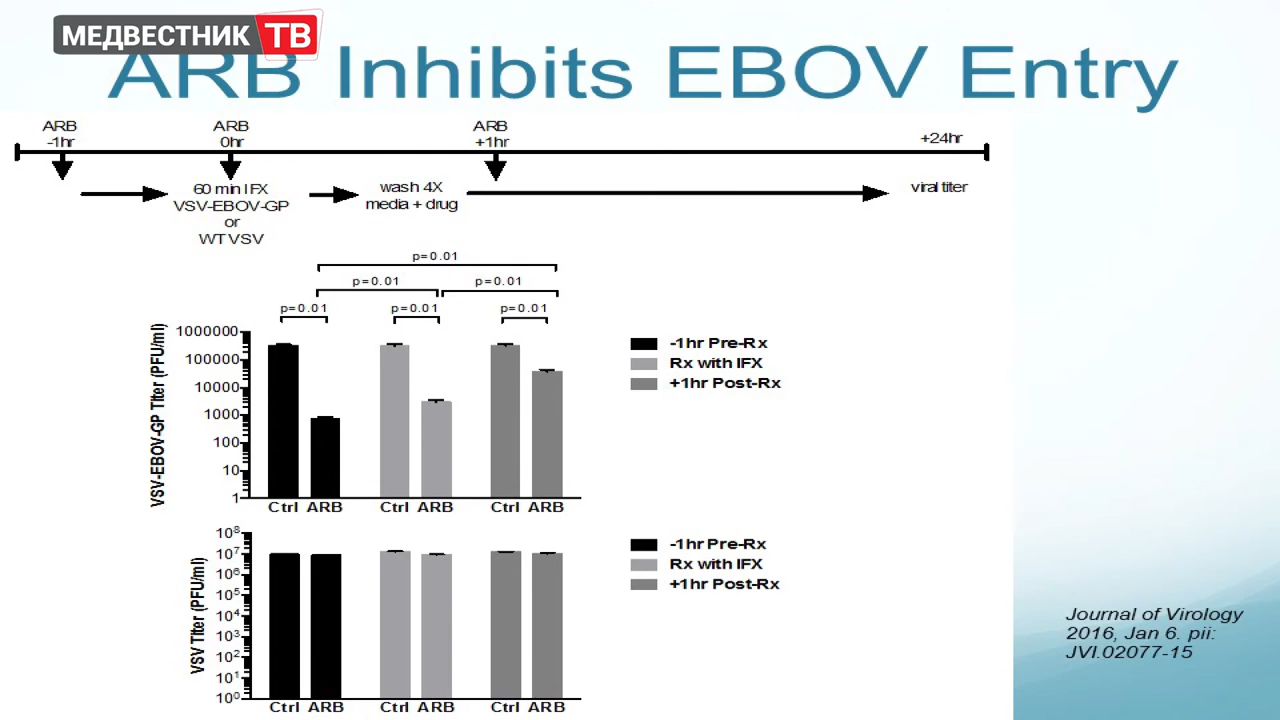 МЕДВЕСТНИК ТВ
ARB Inhibits EBOV Entry
ARB
-1hr
ARB
0hr
ARB
+1hr
+24hr
60 min IFX
VSV-EBOV-GP
or
WT VSV
wash 4X
media + drug
viral titer
p=0.01
p=0.01
p=0.01
p=0.01
p=0.01
p=0.01
VSV-EBOV-GP Titer (PFU/ml)
1000000
100000
10000
1000
100
10
1
Ctrl ARB
Ctrl ARB
Ctrl ARB
-1hr Pre-Rx
Rx with IFX
+1hr Post-Rx
VSV Titer (PFU/ml)
10⁸
10⁷
10⁶
10⁵
10⁴
10³
10²
10¹
10⁰
Ctrl ARB
Ctrl ARB
Ctrl ARB
-1hr Pre-Rx
Rx with IFX
+1hr Post-Rx
Journal of Virology
2016, Jan 6. pii:
JVI.02077-15